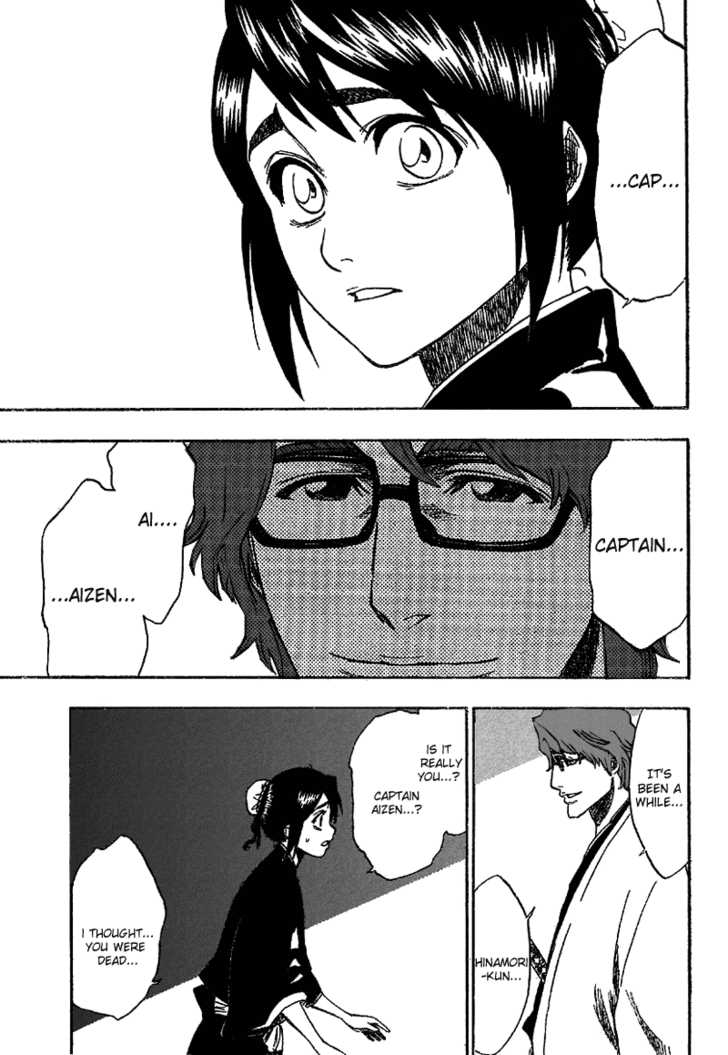 ...CAP...
CAPTAIN...
AI....
...AIZEN...
IT'S
BEEN A
WHILE...
HINAMORI
-KUN...
IS IT
REALLY
YOU...?
CAPTAIN
AIZEN...?
I THOUGHT...
YOU WERE
DEAD...